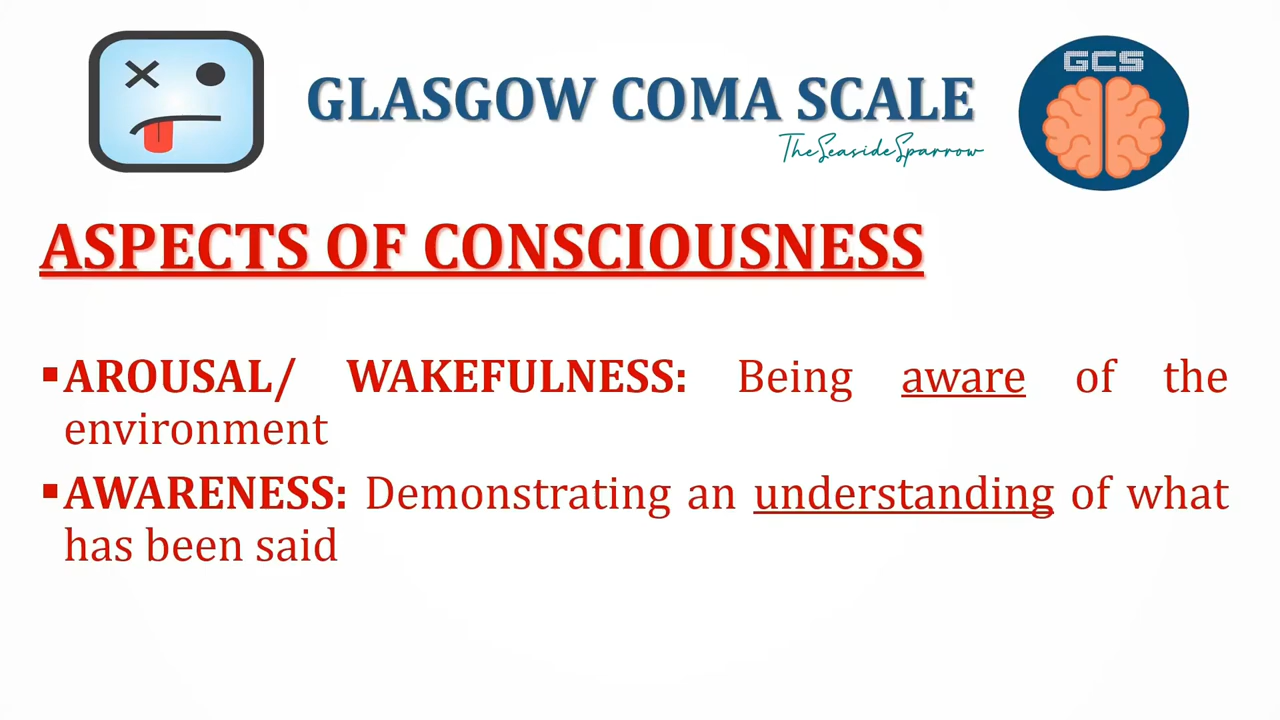 GLASGOW COMA SCALE
GCS
TheSeasideSparrow
ASPECTS OF CONSCIOUSNESS
▪AROUSAL/ WAKEFULNESS: Being aware of the
environment
▪AWARENESS: Demonstrating an understanding of what
has been said